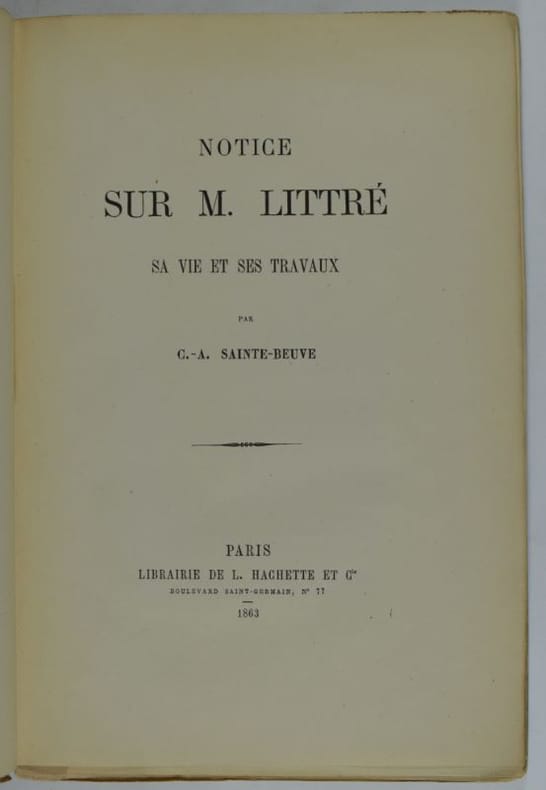 NOTICE
SUR M. LITTRÉ
SA VIE ET SES TRAVAUX
PAR
C.-A. SAINTE-BEUVE
PARIS
LIBRAIRIE DE L. HACHETTE ET Cie
BOULEVARD SAINT-GERMAIN, N° 77
1863